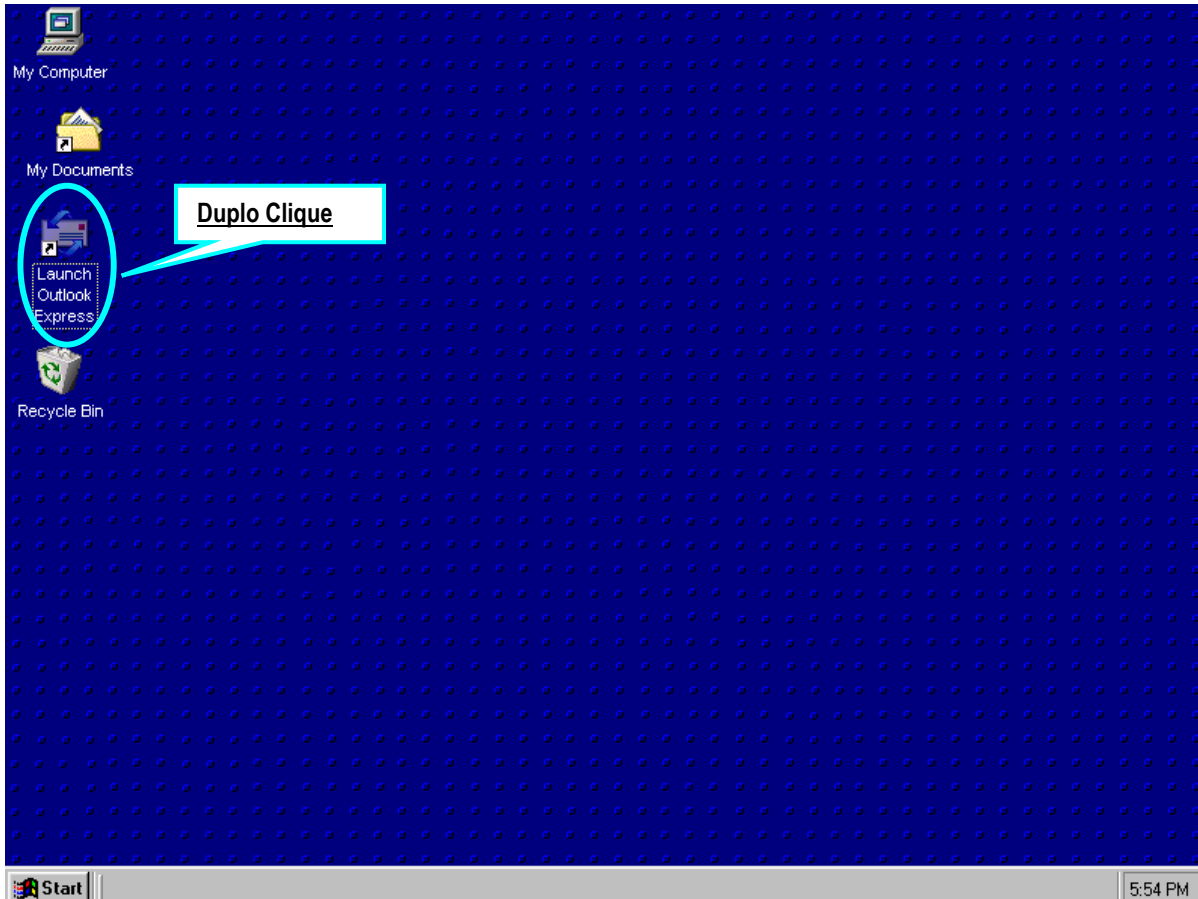 My Computer
My Documents
Duplo Clique
Launch
Outlook
Express
Recycle Bin
Start
5:54 PM